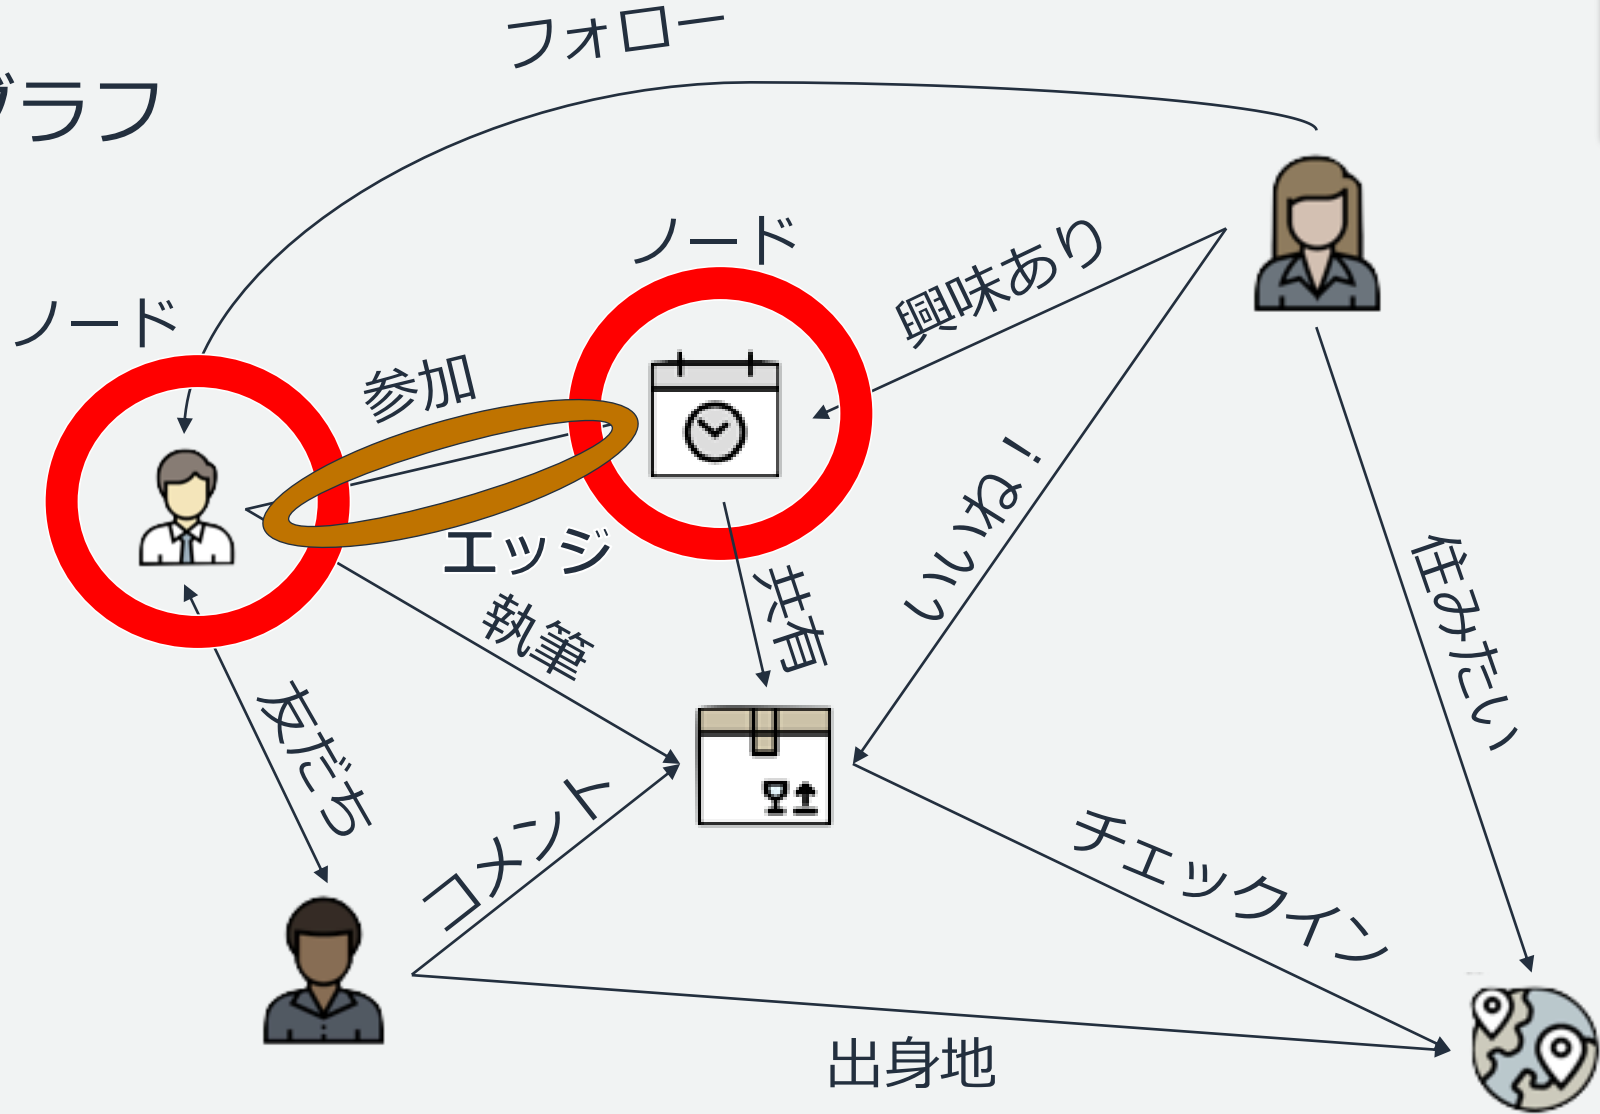 フォロー
グラフ
ノード
ノード
興味あり
参加
エッジ
いいね！
共有
執筆
住みたい
友だち
コメント
チェックイン
出身地